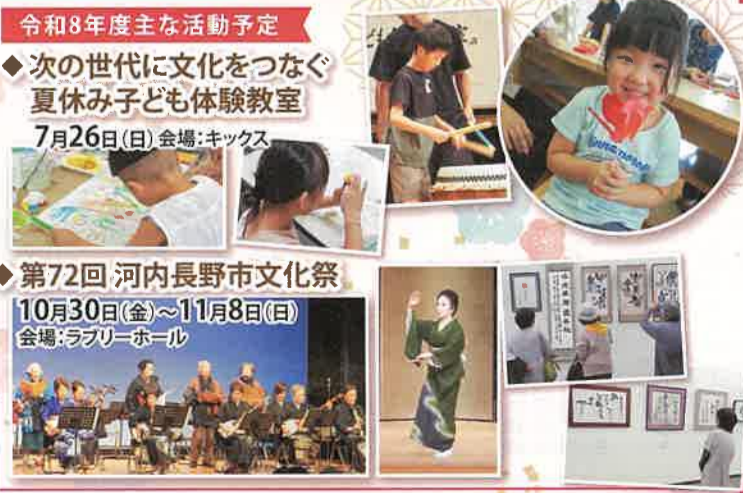 令和8年度主な活動予定
◆次の世代に文化をつなぐ
夏休み子ども体験教室
7月26日(日)会場:キックス
◆第72回 河内長野市文化祭
10月30日(金)〜11月8日(日)
会場:ラブリーホール